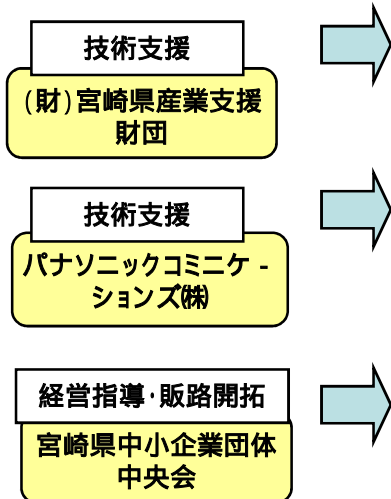 技術支援
(財)宮崎県産業支援
財団
技術支援
パナソニックコミニケ-
ションズ㈱
経営指導・販路開拓
宮崎県中小企業団体
中央会